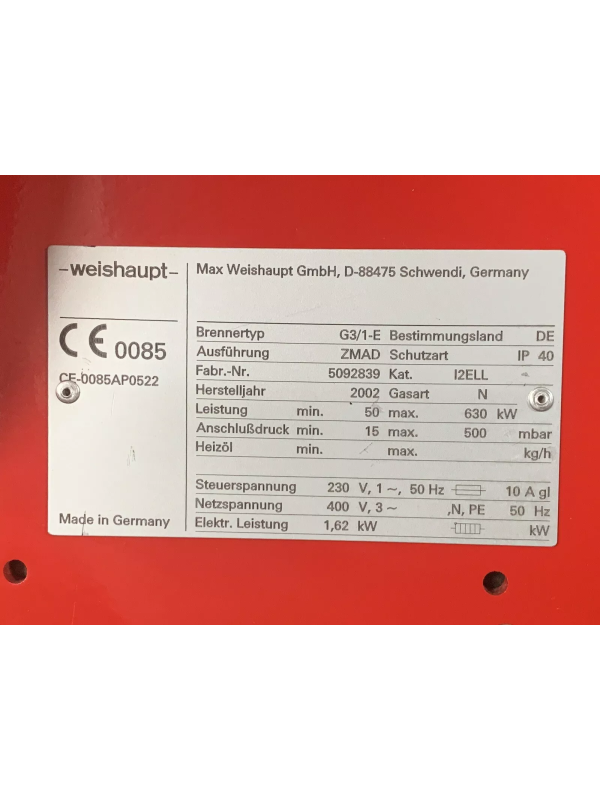 -weishaupt-
Max Weishaupt GmbH, D-88475 Schwendi, Germany
CE 0085
CE-0085AP0522
Brennertyp G3/1-E Bestimmungsland DE
Ausführung ZMAD Schutzart IP 40
Fabr.-Nr. 5092839 Kat. I2ELL
Herstelljahr 2002 Gasart N
Leistung min. 50 max. 630 kW
Anschlußdruck min. 15 max. 500 mbar
Heizöl min. max. kg/h
Steuerspannung 230 V, 1 ~, 50 Hz 10 A gl
Netzspannung 400 V, 3 ~ ,N, PE 50 Hz
Elektr. Leistung 1,62 kW kW
Made in Germany